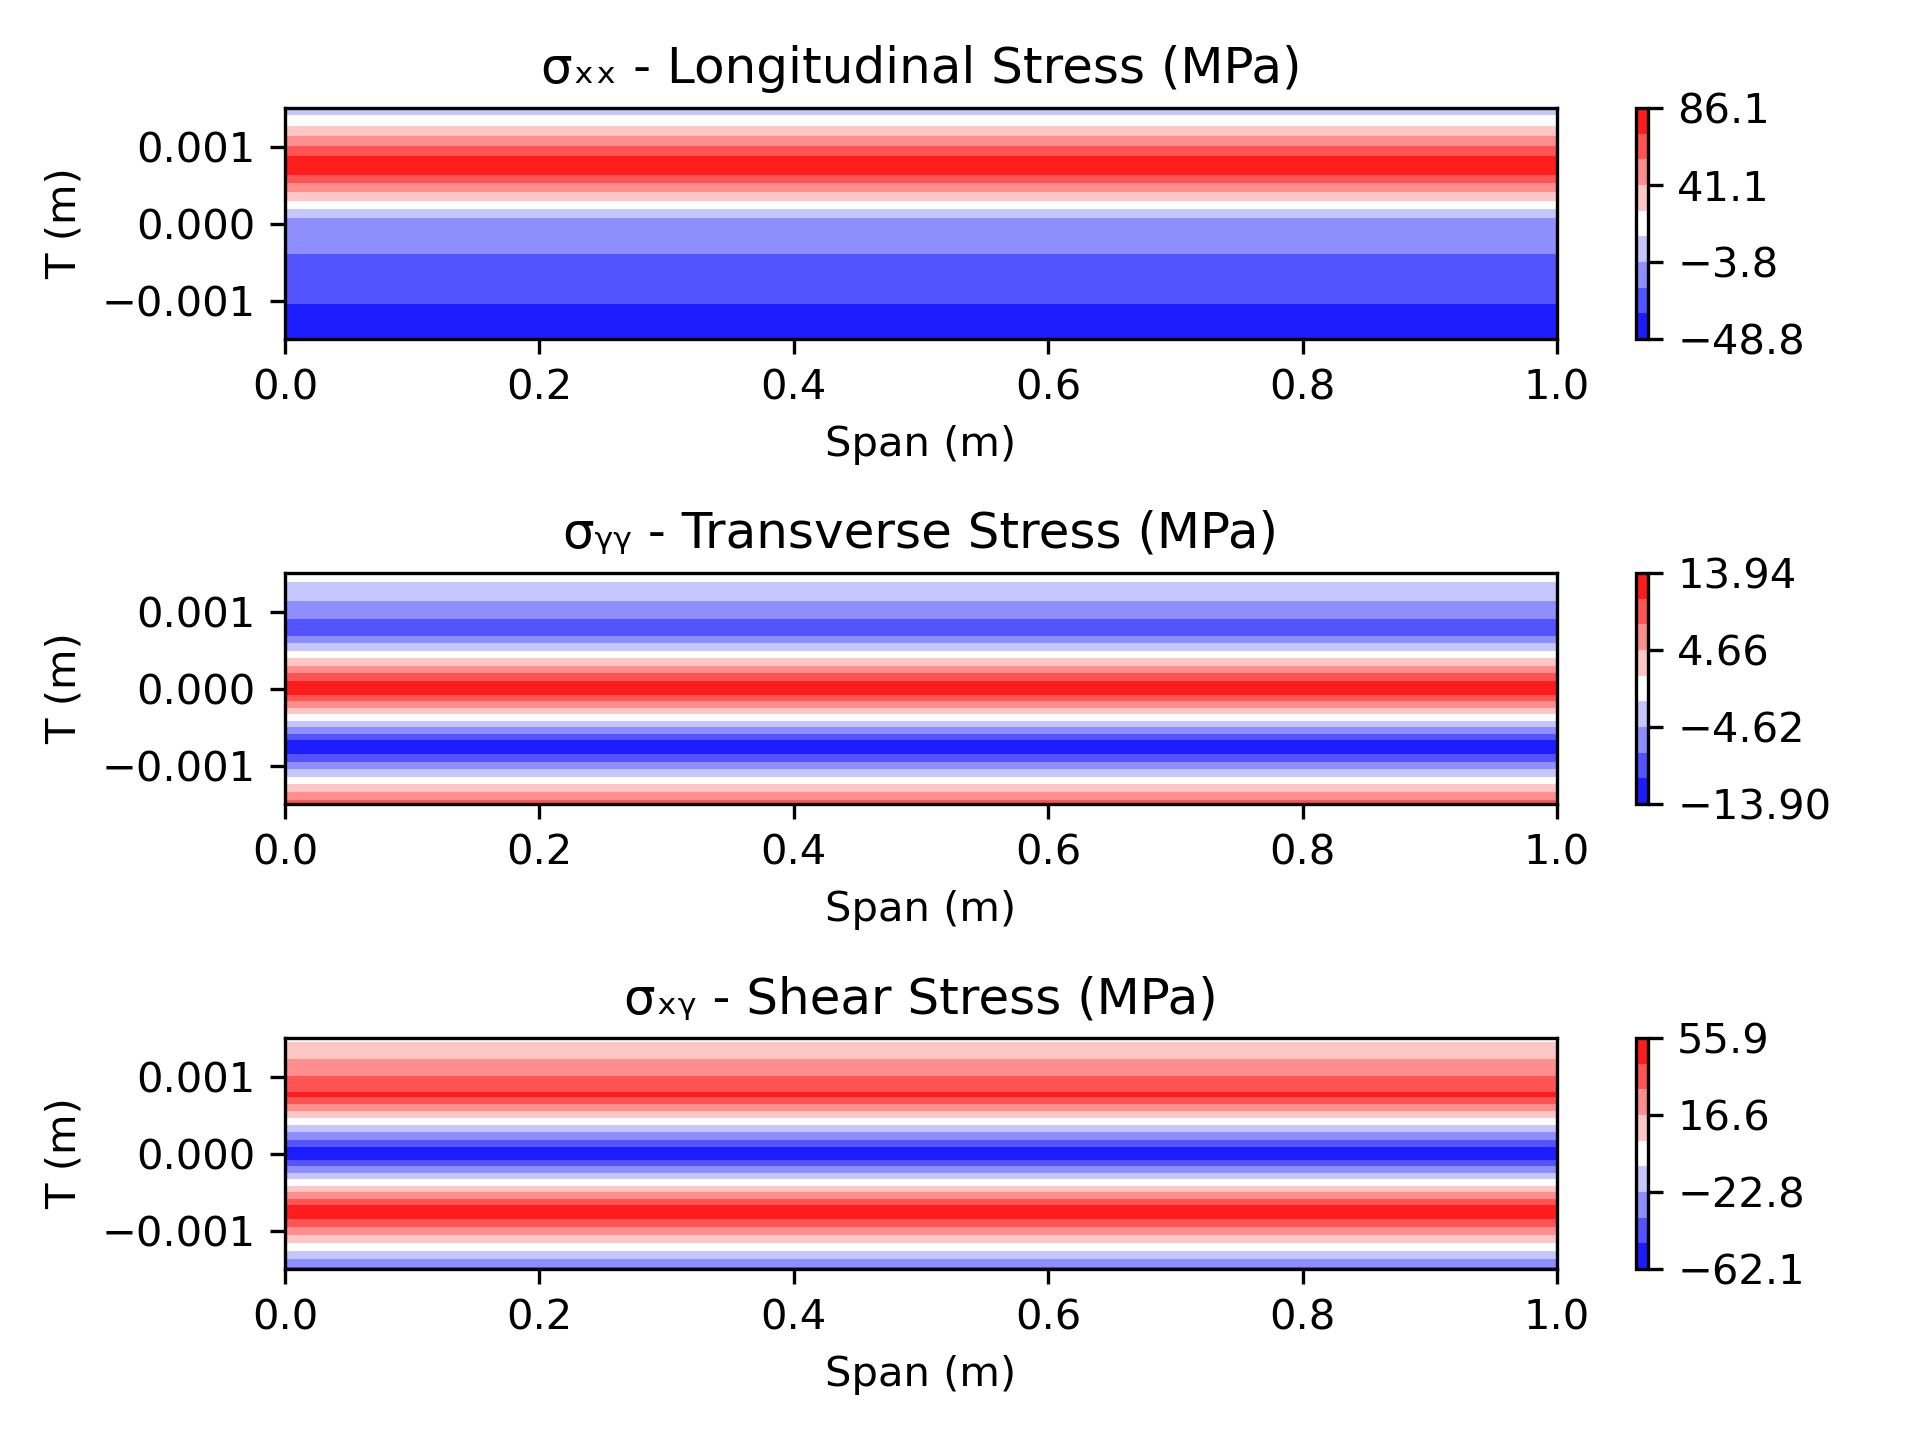 σₓₓ - Longitudinal Stress (MPa)
T (m)
0.001
0.000
−0.001
0.0 0.2 0.4 0.6 0.8 1.0
Span (m)
86.1
41.1
−3.8
−48.8
σᵧᵧ - Transverse Stress (MPa)
T (m)
0.001
0.000
−0.001
0.0 0.2 0.4 0.6 0.8 1.0
Span (m)
13.94
4.66
−4.62
−13.90
σₓᵧ - Shear Stress (MPa)
T (m)
0.001
0.000
−0.001
0.0 0.2 0.4 0.6 0.8 1.0
Span (m)
55.9
16.6
−22.8
−62.1